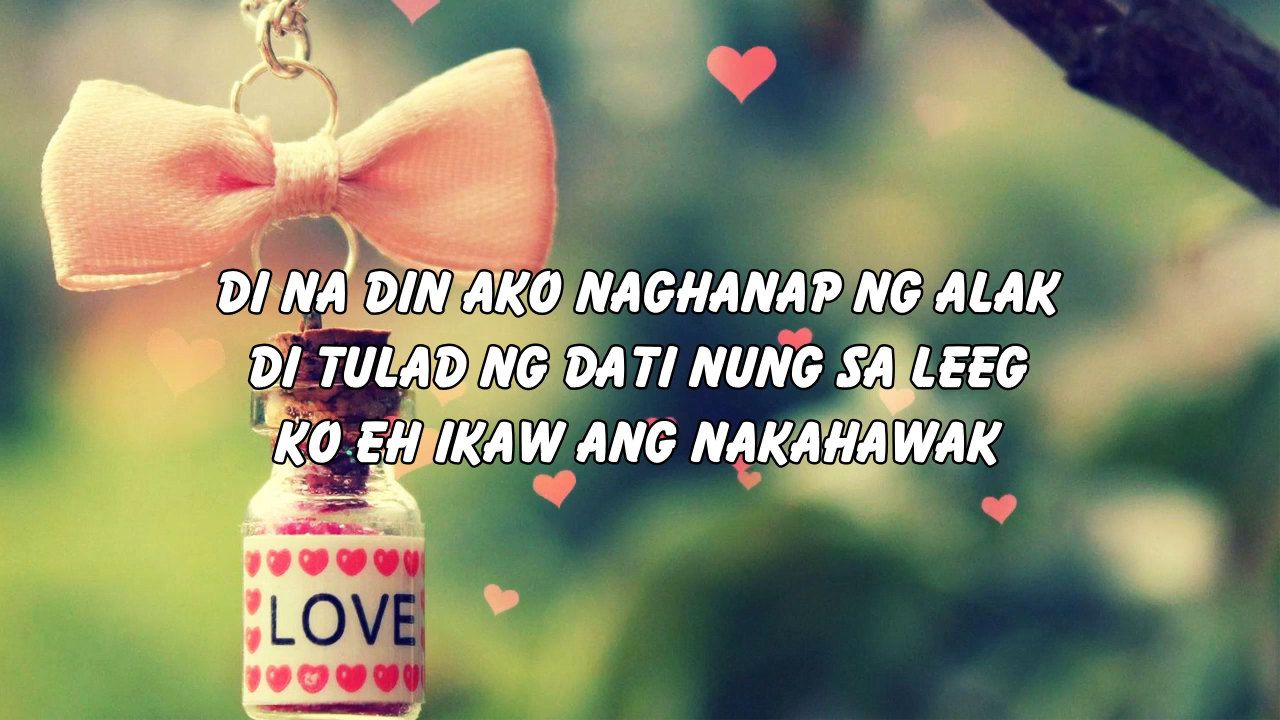 DI NA DIN AKO NAGHANAP NG ALAK
DI TULAD NG DATI NUNG SA LEEG
KO EH IKAW ANG NAKAHAWAK
LOVE